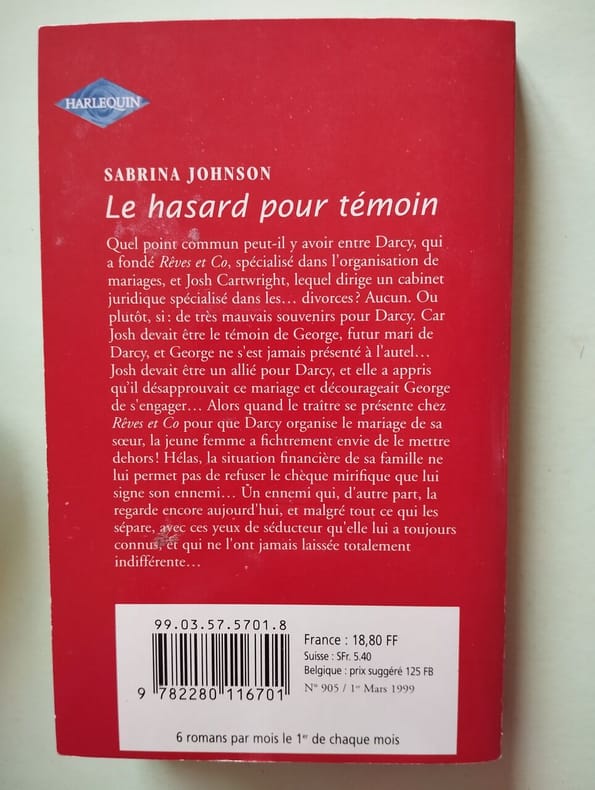 HARLEQUIN
SABRINA JOHNSON
Le hasard pour témoin
Quel point commun peut-il y avoir entre Darcy, qui
a fondé Rêves et Co, spécialisé dans l'organisation de
mariages, et Josh Cartwright, lequel dirige un cabinet
juridique spécialisé dans les… divorces ? Aucun. Ou
plutôt, si : de très mauvais souvenirs pour Darcy. Car
Josh devait être le témoin de George, futur mari de
Darcy, et George ne s'est jamais présenté à l'autel…
Josh devait être un allié pour Darcy, et elle a appris
qu'il désapprouvait ce mariage et décourageait George
de s'engager… Alors quand le traître se présente chez
Rêves et Co pour que Darcy organise le mariage de sa
sœur, la jeune femme a fichtrement envie de le mettre
dehors ! Hélas, la situation financière de sa famille ne
lui permet pas de refuser le chèque mirifique que lui
signe son ennemi… Un ennemi qui, d'autre part, la
regarde encore aujourd'hui, et malgré tout ce qui les
sépare, avec ces yeux de séducteur qu'elle lui a toujours
connus, et qui ne l'ont jamais laissée totalement
indifférente…
99.03.57.5701.8
France : 18,80 FF
Suisse : SFr. 5.40
Belgique : prix suggéré 125 FB
N° 905 / 1er Mars 1999
9 782280 116701
6 romans par mois le 1er de chaque mois